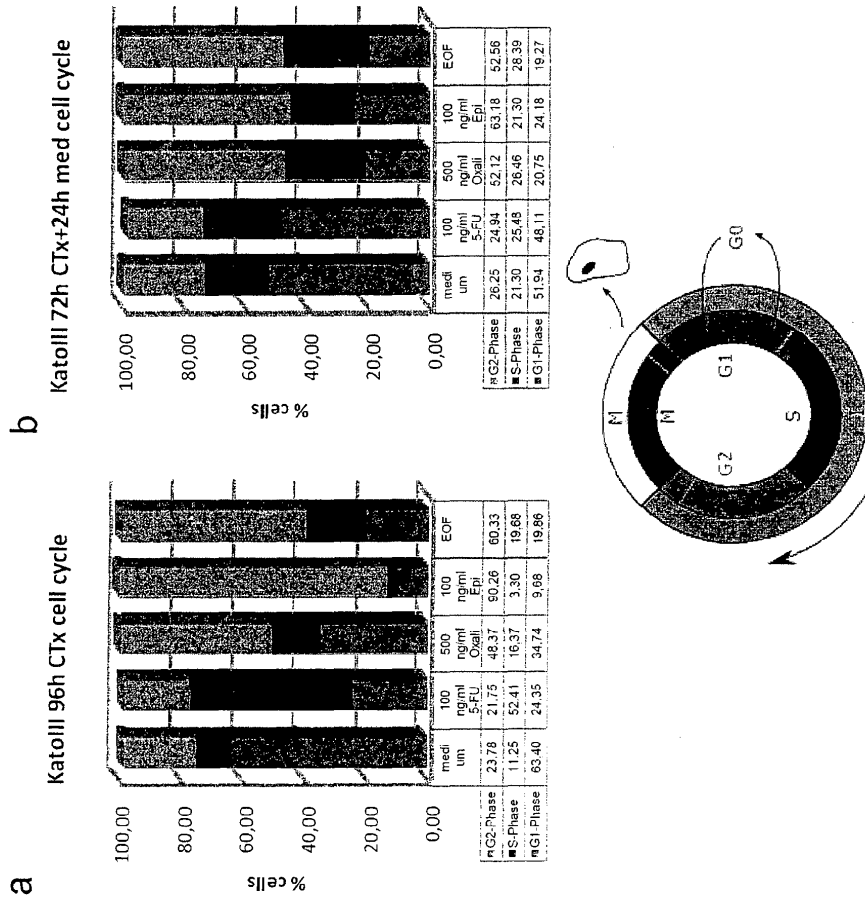 a
KatoIII 96h CTx cell cycle
% cells
100,00
80,00
60,00
40,00
20,00
0,00
medi um
100 ng/ml 5-FU
500 ng/ml Oxali
100 ng/ml Epi
EOF
G2-Phase 23,78 21,75 48,37 90,26 60,33
S-Phase 11,25 52,41 16,37 3,30 19,68
G1-Phase 63,40 24,35 34,74 9,68 19,86
b
KatoIII 72h CTx+24h med cell cycle
% cells
100,00
80,00
60,00
40,00
20,00
0,00
medi um
100 ng/ml 5-FU
500 ng/ml Oxali
100 ng/ml Epi
EOF
G2-Phase 26,25 24,94 52,12 63,18 52,56
S-Phase 21,30 25,48 26,46 21,30 28,39
G1-Phase 51,94 48,11 20,75 24,18 19,27
M
M
G2
G1
G0
S